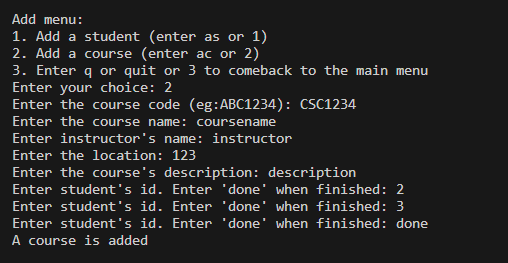 Add menu:
1. Add a student (enter as or 1)
2. Add a course (enter ac or 2)
3. Enter q or quit or 3 to comeback to the main menu
Enter your choice: 2
Enter the course code (eg:ABC1234): CSC1234
Enter the course name: coursename
Enter instructor's name: instructor
Enter the location: 123
Enter the course's description: description
Enter student's id. Enter 'done' when finished: 2
Enter student's id. Enter 'done' when finished: 3
Enter student's id. Enter 'done' when finished: done
A course is added